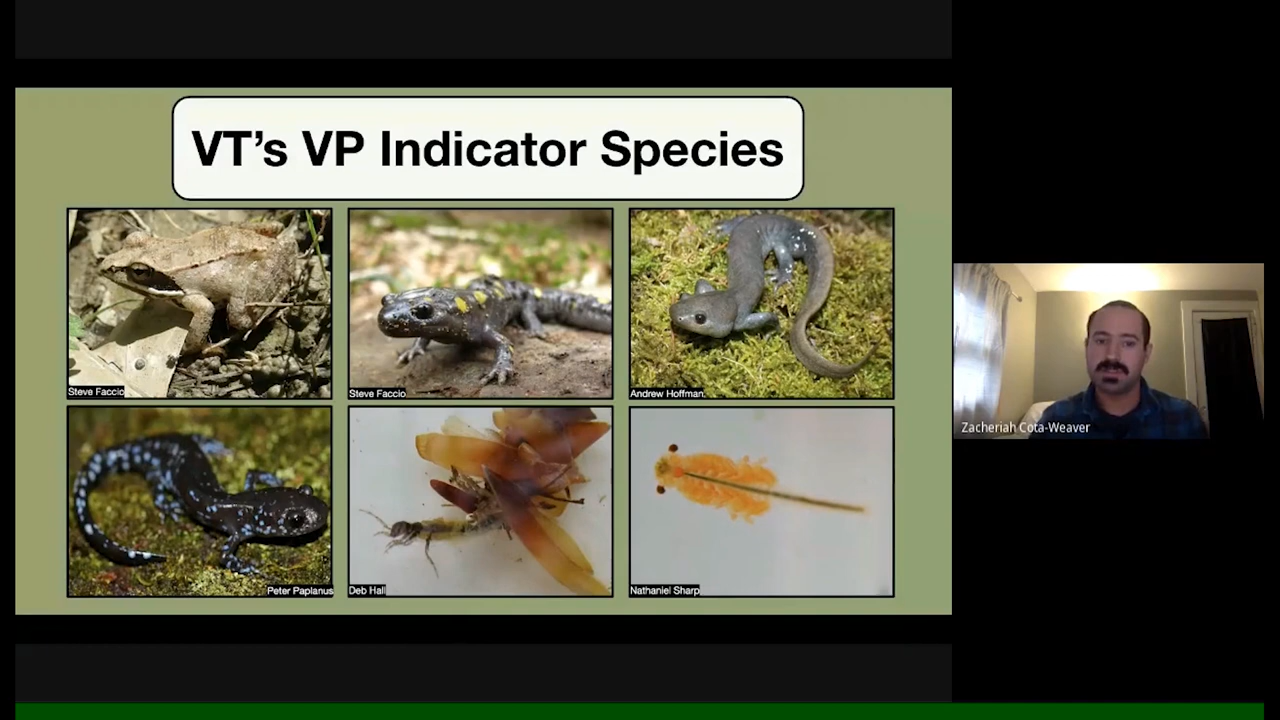 VT's VP Indicator Species
Steve Faccio
Steve Faccio
Andrew Hoffman
Peter Paplanus
Deb Hall
Nathaniel Sharp
Zacheriah Cota-Weaver